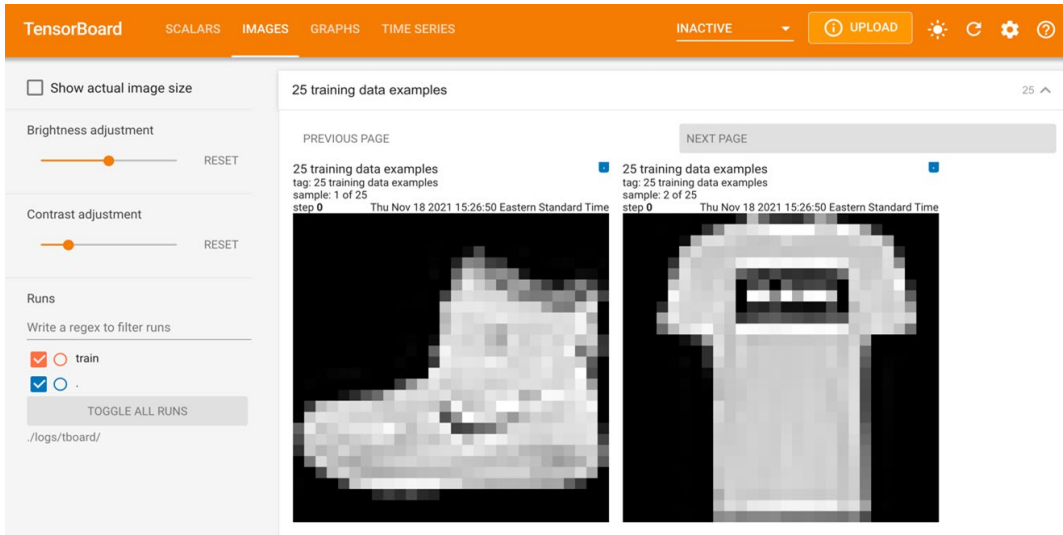 TensorBoard SCALARS IMAGES GRAPHS TIME SERIES INACTIVE UPLOAD
Show actual image size
Brightness adjustment
RESET
Contrast adjustment
RESET
Runs
Write a regex to filter runs
train
.
TOGGLE ALL RUNS
./logs/tboard/
25 training data examples 25
PREVIOUS PAGE NEXT PAGE
25 training data examples
tag: 25 training data examples
sample: 1 of 25
step 0 Thu Nov 18 2021 15:26:50 Eastern Standard Time
25 training data examples
tag: 25 training data examples
sample: 2 of 25
step 0 Thu Nov 18 2021 15:26:50 Eastern Standard Time